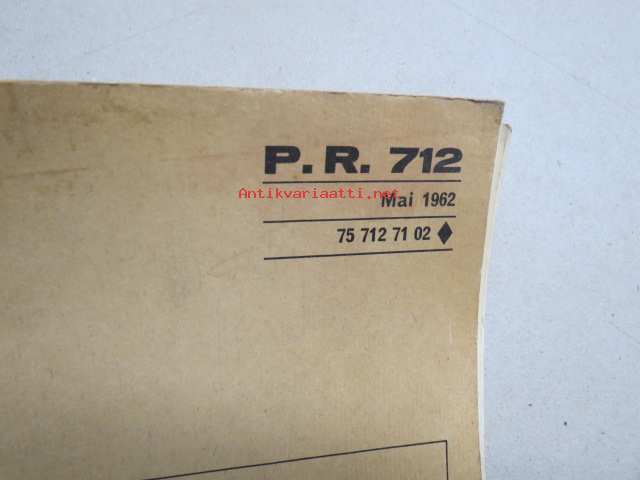 P. R. 712
Antikvariaatti.net
Mai 1962
75 712 71 02 ♦